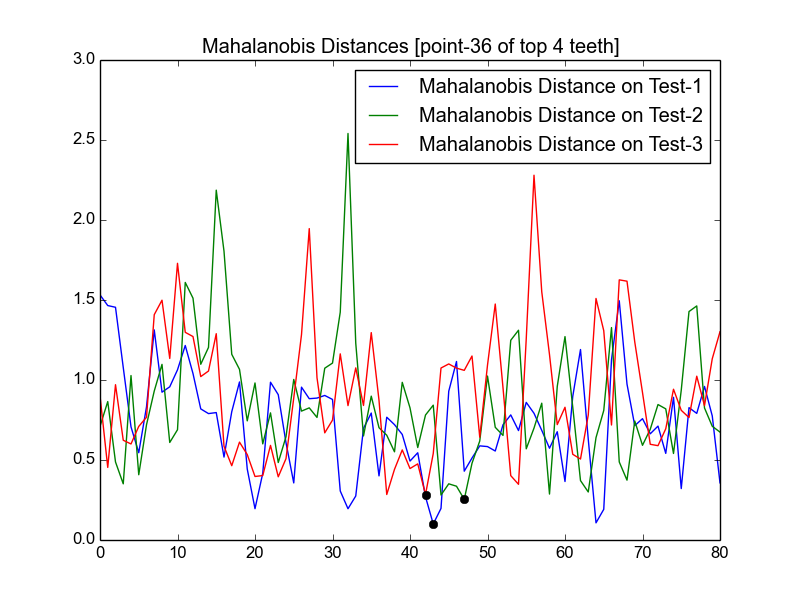 Mahalanobis Distances [point-36 of top 4 teeth]
Mahalanobis Distance on Test-1
Mahalanobis Distance on Test-2
Mahalanobis Distance on Test-3
3.0
2.5
2.0
1.5
1.0
0.5
0.0
0 10 20 30 40 50 60 70 80